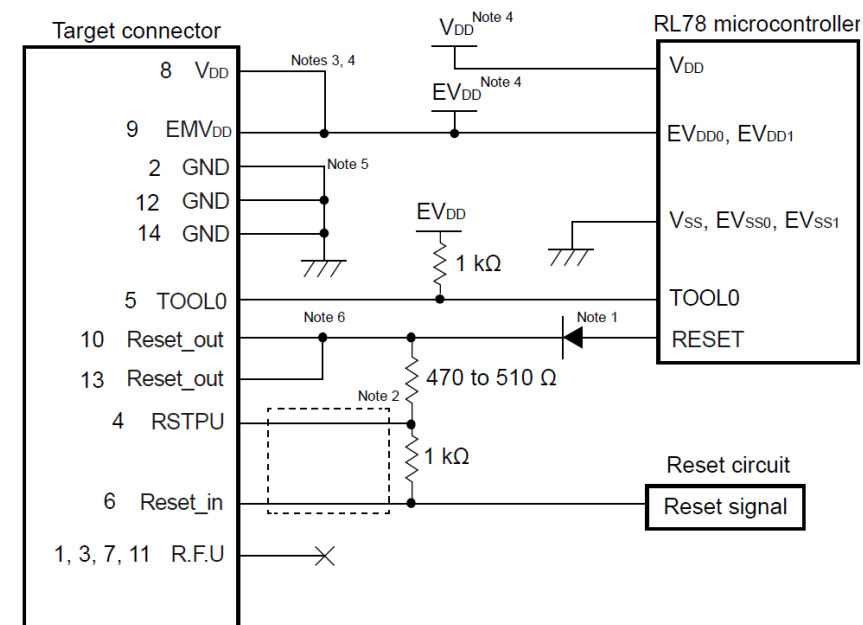 Target connector
VDD Note 4
RL78 microcontroller
8 VDD
Notes 3, 4
VDD
EVDD Note 4
9 EMVDD
EVDD0, EVDD1
2 GND
Note 5
12 GND
14 GND
EVDD
VSS, EVSS0, EVSS1
1 kΩ
5 TOOL0
TOOL0
10 Reset_out
Note 6
Note 1
RESET
13 Reset_out
470 to 510 Ω
Note 2
4 RSTPU
1 kΩ
Reset circuit
6 Reset_in
Reset signal
1, 3, 7, 11 R.F.U